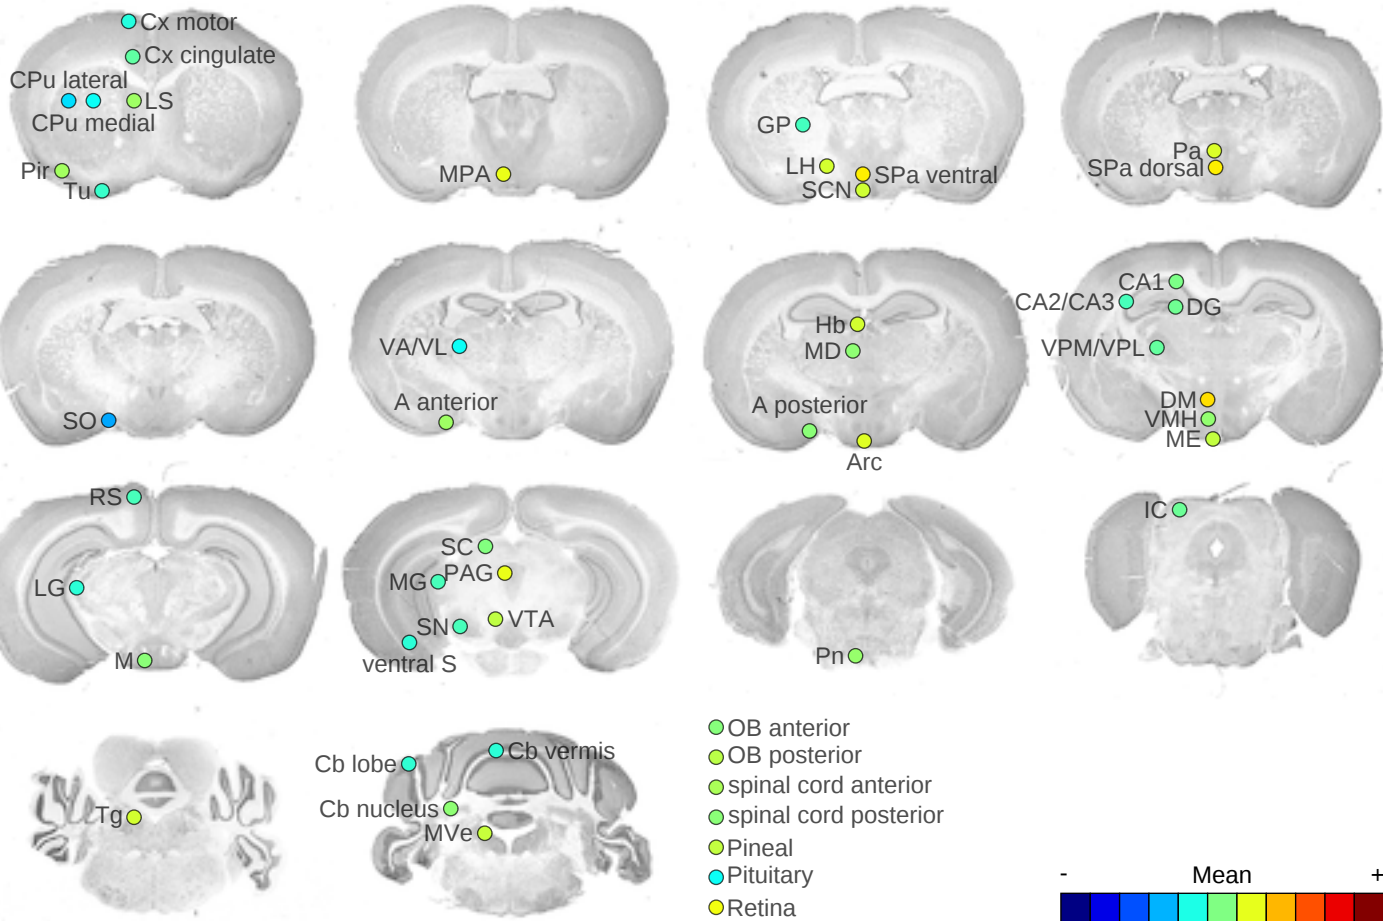 Cx motor
Cx cingulate
CPu lateral
LS
CPu medial
Pir
Tu
MPA
GP
LH
SPa ventral
SCN
Pa
SPa dorsal
SO
VA/VL
A anterior
Hb
MD
A posterior
Arc
CA1
CA2/CA3
DG
VPM/VPL
DM
VMH
ME
RS
LG
M
SC
MG
PAG
SN
VTA
ventral S
Pn
IC
Tg
Cb lobe
Cb vermis
Cb nucleus
MVe
OB anterior
OB posterior
spinal cord anterior
spinal cord posterior
Pineal
Pituitary
Retina
- Mean +